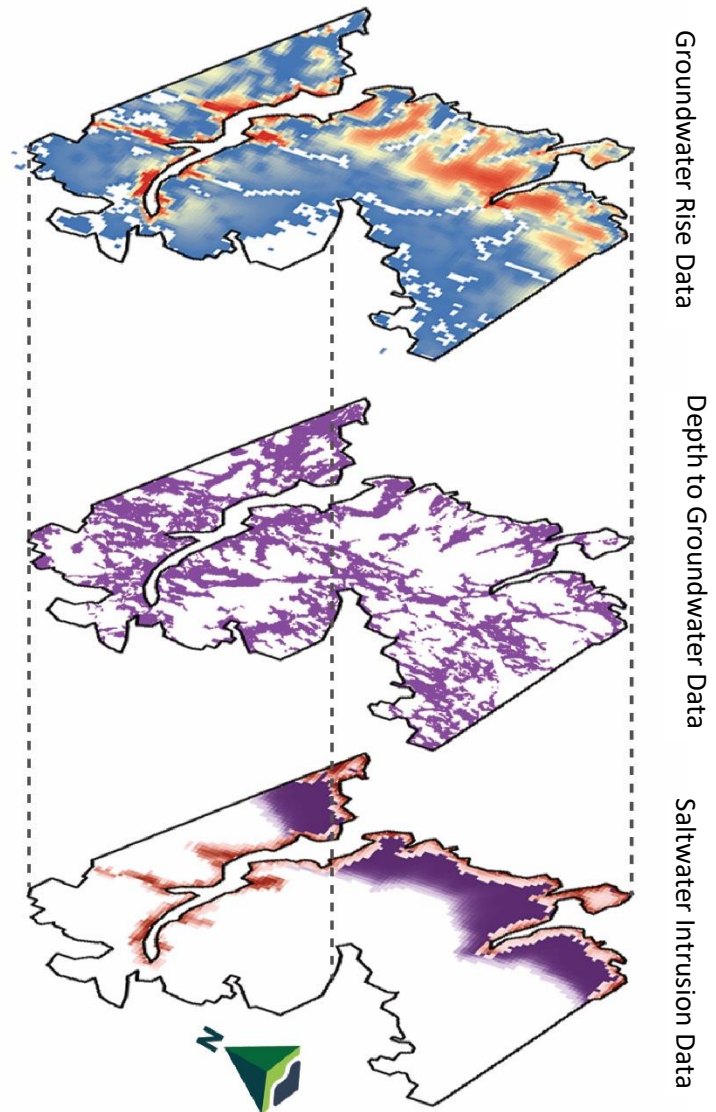 Groundwater Rise Data
Depth to Groundwater Data
Saltwater Intrusion Data
N